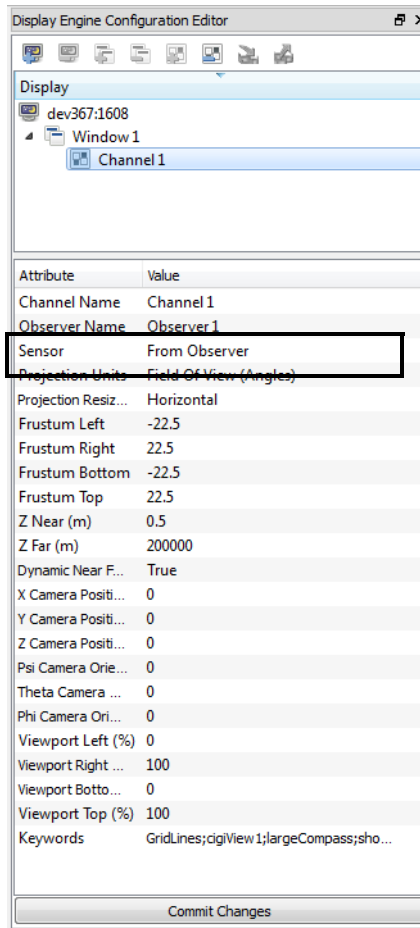 Display Engine Configuration Editor
Display
dev367:1608
Window 1
Channel 1
Attribute Value
Channel Name Channel 1
Observer Name Observer 1
Sensor From Observer
Projection Units Field Of View (Angles)
Projection Resiz... Horizontal
Frustum Left -22.5
Frustum Right 22.5
Frustum Bottom -22.5
Frustum Top 22.5
Z Near (m) 0.5
Z Far (m) 200000
Dynamic Near F... True
X Camera Positi... 0
Y Camera Positi... 0
Z Camera Positi... 0
Psi Camera Orie... 0
Theta Camera ... 0
Phi Camera Ori... 0
Viewport Left (%) 0
Viewport Right ... 100
Viewport Botto... 0
Viewport Top (%) 100
Keywords GridLines;cigiView1;largeCompass;sho...
Commit Changes